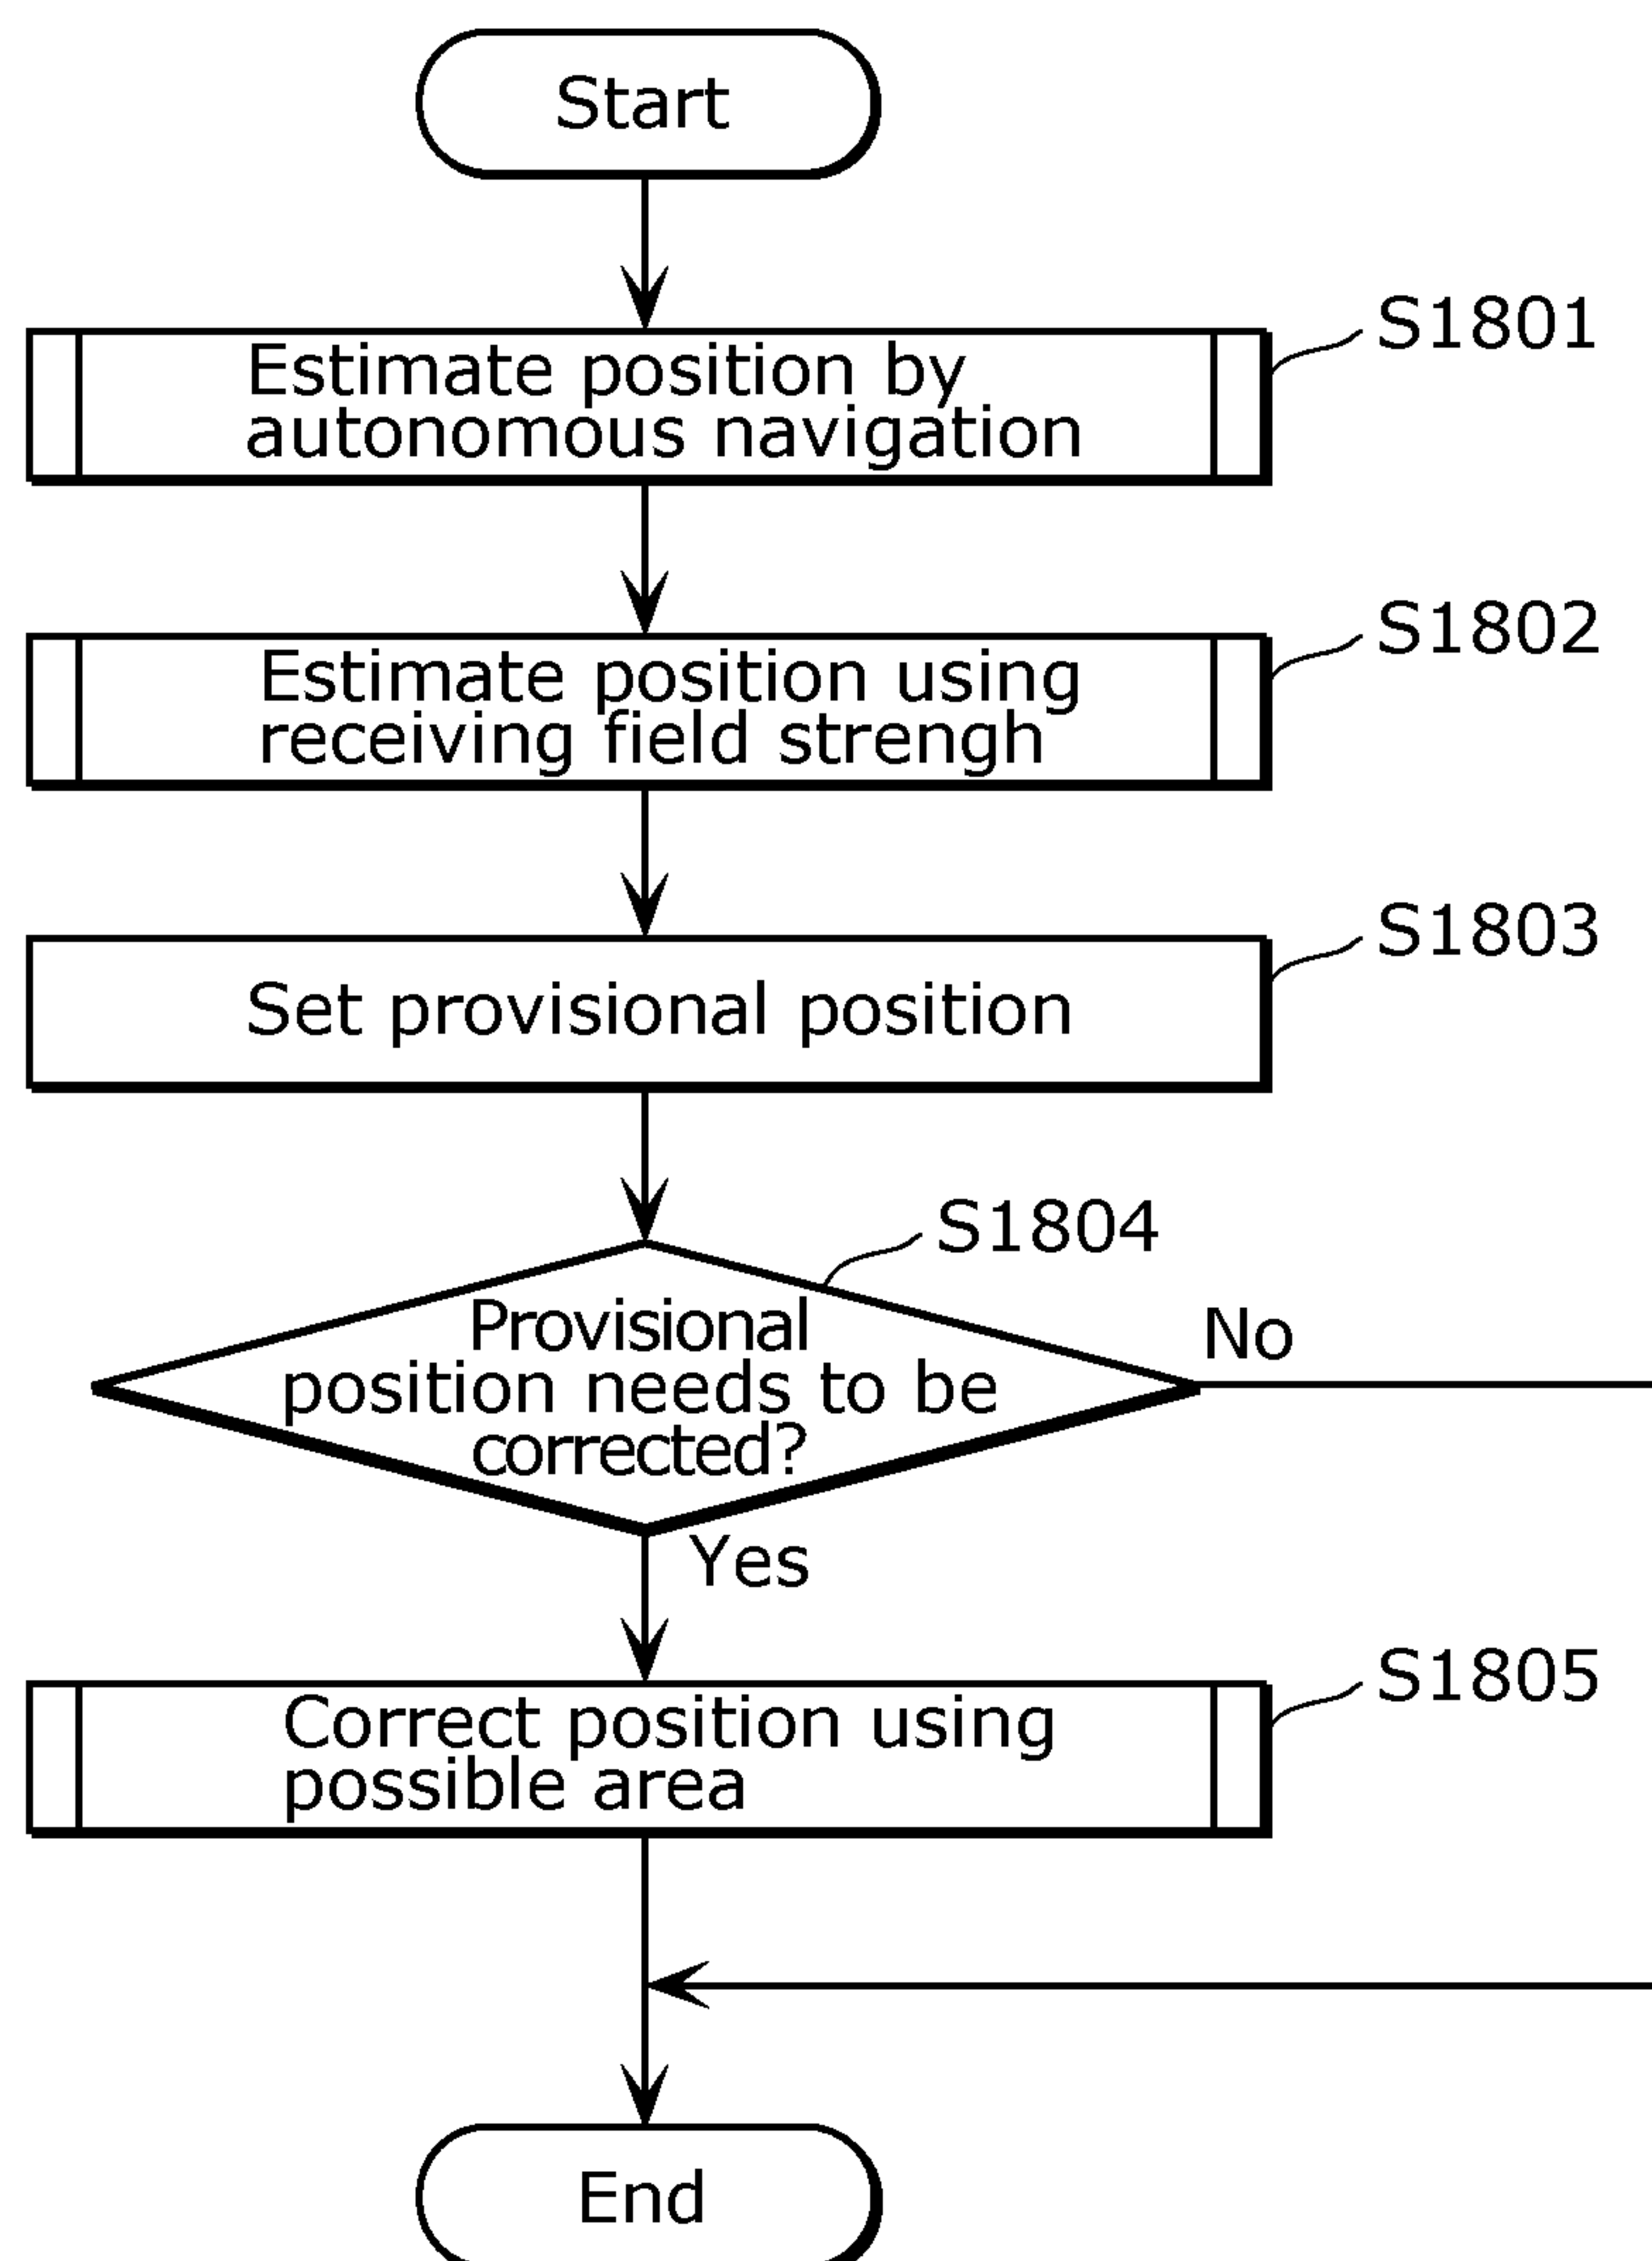 Start
S1801
Estimate position by
autonomous navigation
S1802
Estimate position using
receiving field strengh
S1803
Set provisional position
S1804
Provisional
position needs to be
corrected?
No
Yes
S1805
Correct position using
possible area
End